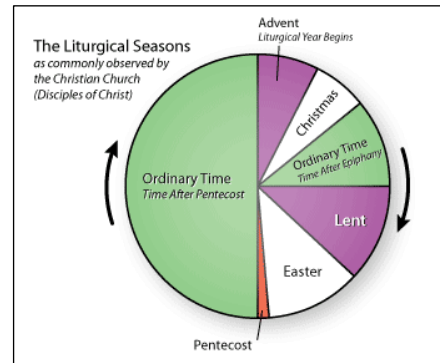 The Liturgical Seasons
as commonly observed by
the Christian Church
(Disciples of Christ)
Advent
Liturgical Year Begins
Christmas
Ordinary Time
Time After Epiphany
Lent
Easter
Pentecost
Ordinary Time
Time After Pentecost